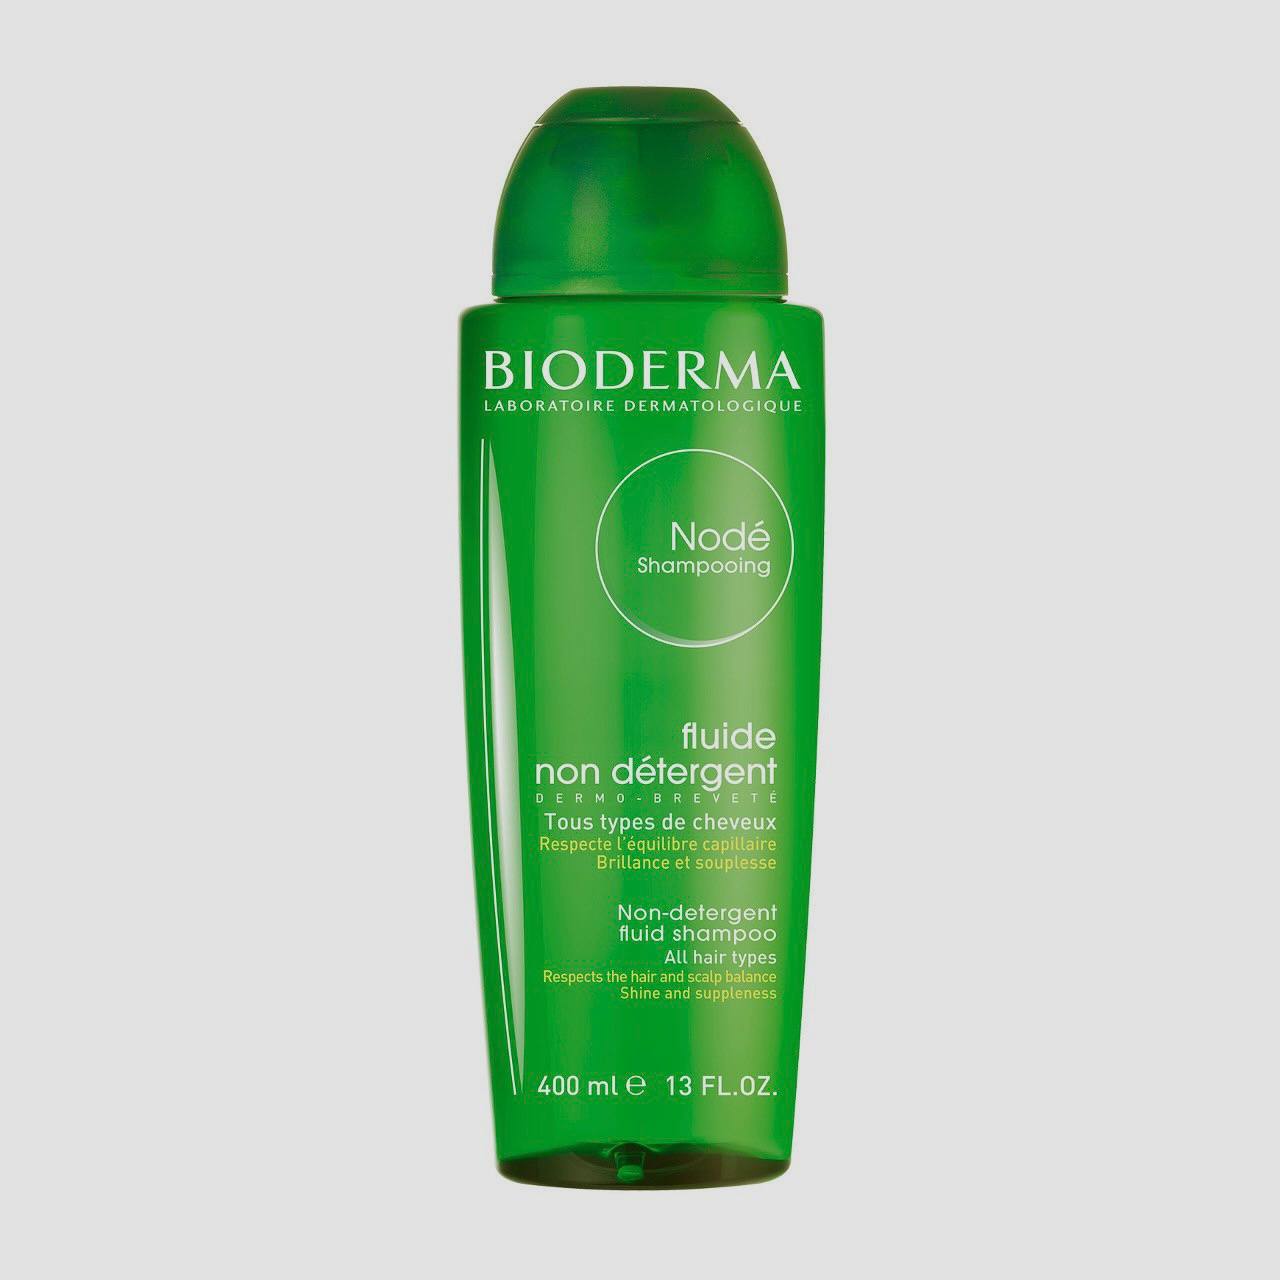 BIODERMA
LABORATOIRE DERMATOLOGIQUE
Nodé
Shampooing
fluide
non détergent
DERMO-BREVETÉ
Tous types de cheveux
Respecte l'équilibre capillaire
Brillance et souplesse
Non-detergent
fluid shampoo
All hair types
Respects the hair and scalp balance
Shine and suppleness
400 ml ℮ 13 FL.OZ.